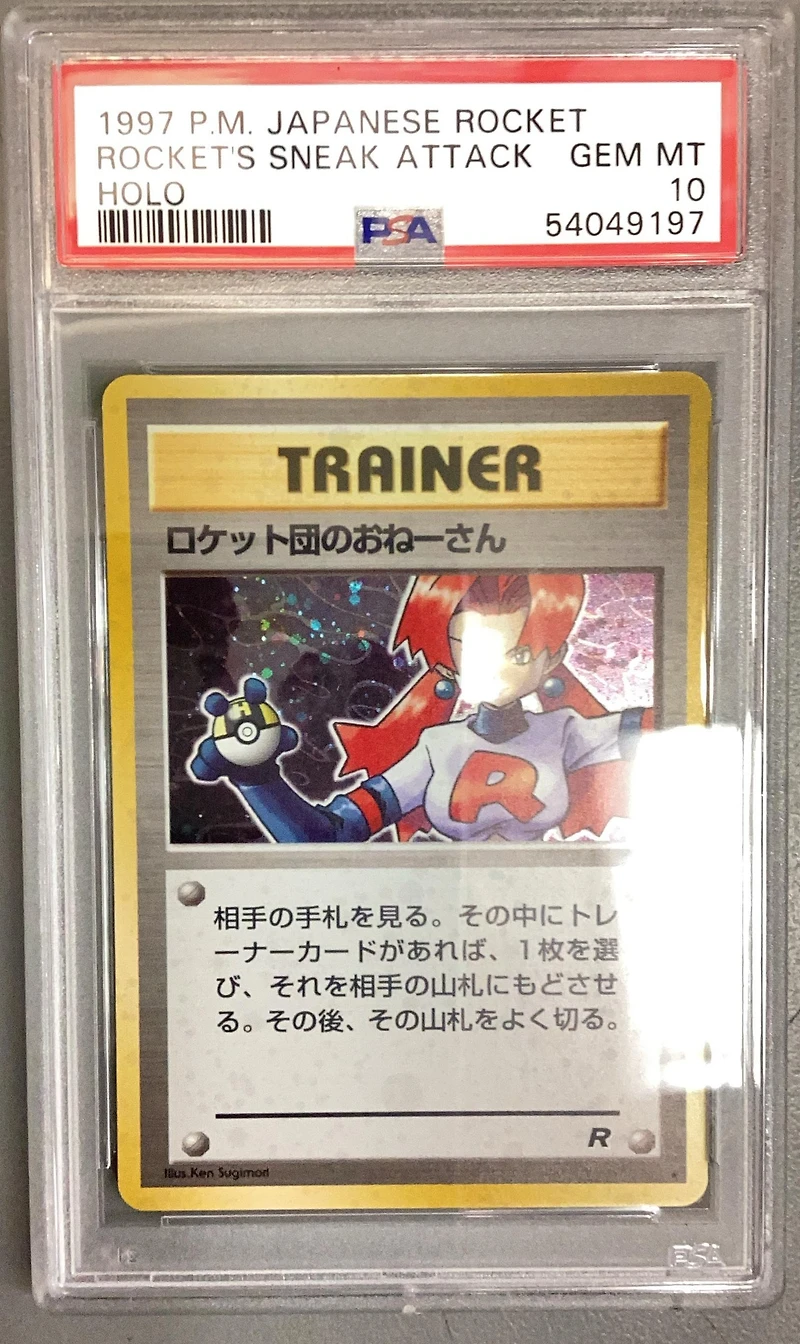 1997 P.M. JAPANESE ROCKET
ROCKET'S SNEAK ATTACK GEM MT
HOLO 10
PSA 54049197
TRAINER
ロケット団のおねーさん
H
R
相手の手札を見る。その中にトレ
ーナーカードがあれば、1枚を選
び、それを相手の山札にもどさせ
る。その後、その山札をよく切る。
R
Illus.Ken Sugimori
PSA